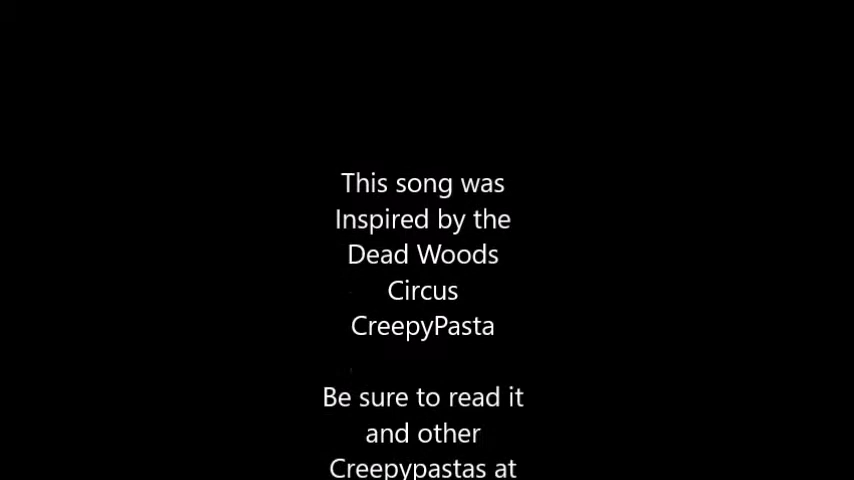 This song was
Inspired by the
Dead Woods
Circus
CreepyPasta
Be sure to read it
and other
Creepypastas at